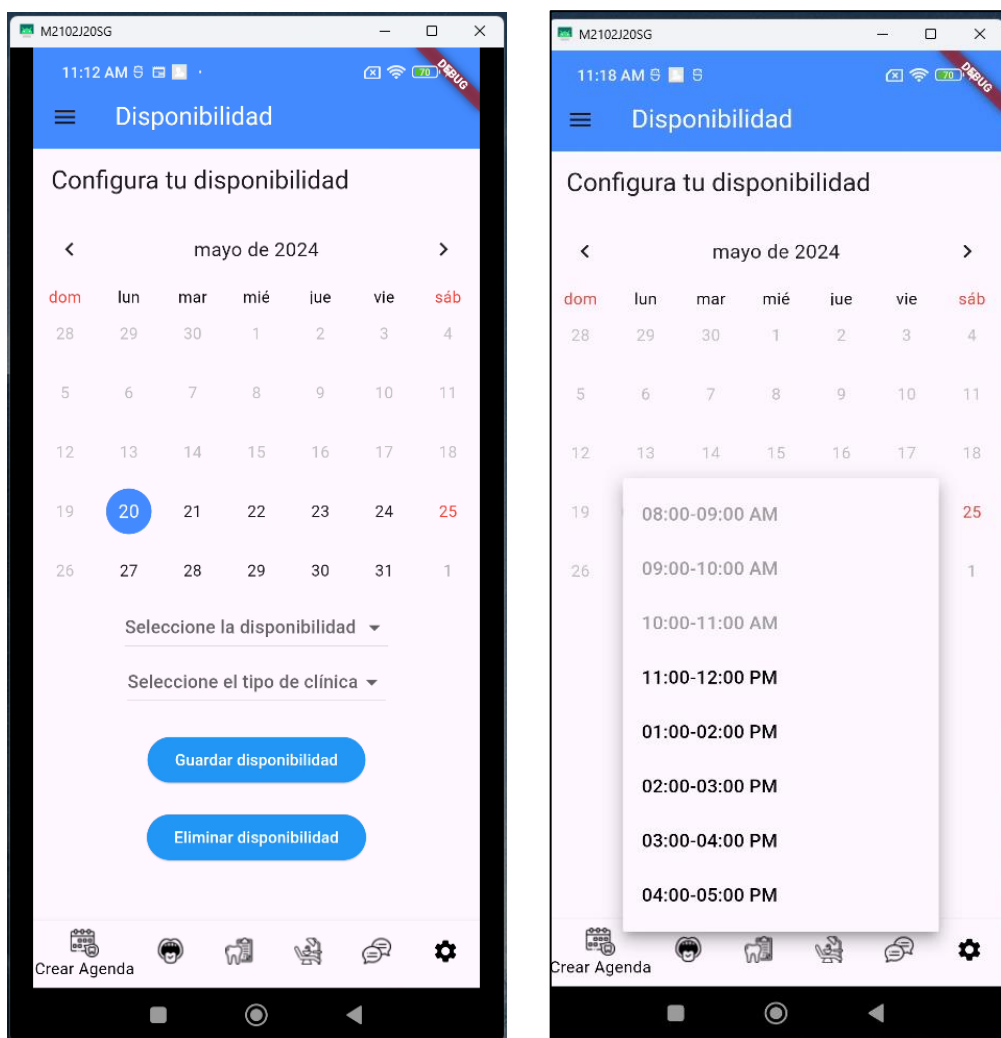 M2102J20SG
11:12 AM
70
DEBUG
Disponibilidad
Configura tu disponibilidad
mayo de 2024
dom lun mar mié jue vie sáb
28 29 30 1 2 3 4
5 6 7 8 9 10 11
12 13 14 15 16 17 18
19 20 21 22 23 24 25
26 27 28 29 30 31 1
Seleccione la disponibilidad
Seleccione el tipo de clínica
Guardar disponibilidad
Eliminar disponibilidad
Crear Agenda
M2102J20SG
11:18 AM
70
DEBUG
Disponibilidad
Configura tu disponibilidad
mayo de 2024
dom lun mar mié jue vie sáb
28 29 30 1 2 3 4
5 6 7 8 9 10 11
12 13 14 15 16 17 18
19 25
26 1
08:00-09:00 AM
09:00-10:00 AM
10:00-11:00 AM
11:00-12:00 PM
01:00-02:00 PM
02:00-03:00 PM
03:00-04:00 PM
04:00-05:00 PM
Crear Agenda